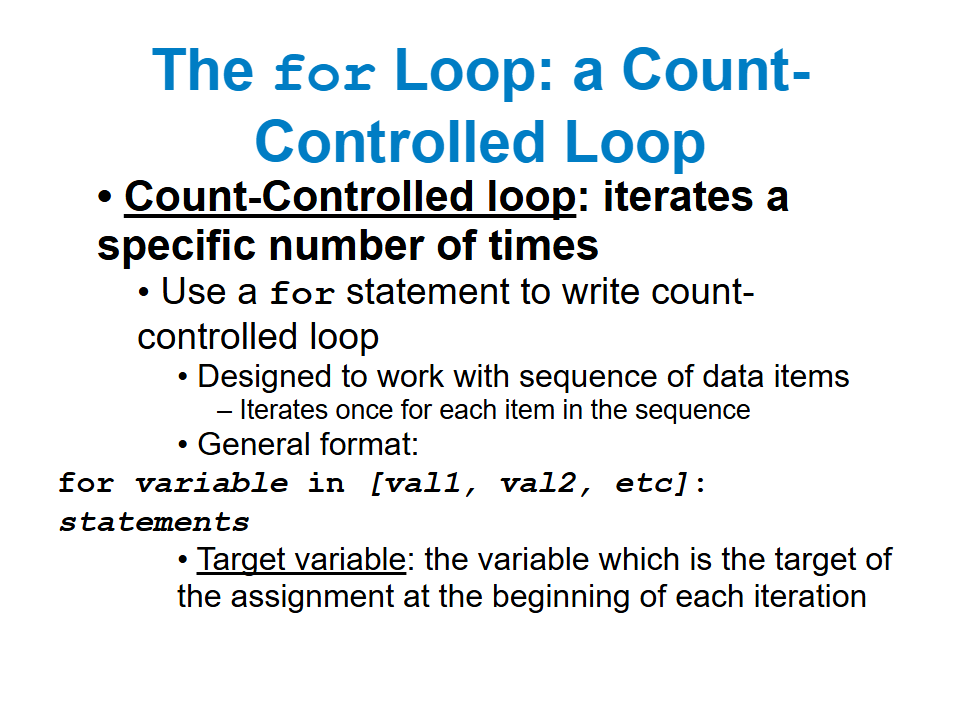 The for Loop: a Count-
Controlled Loop
• Count-Controlled loop: iterates a
specific number of times
• Use a for statement to write count-
controlled loop
• Designed to work with sequence of data items
– Iterates once for each item in the sequence
• General format:
for variable in [val1, val2, etc]:
statements
• Target variable: the variable which is the target of
the assignment at the beginning of each iteration